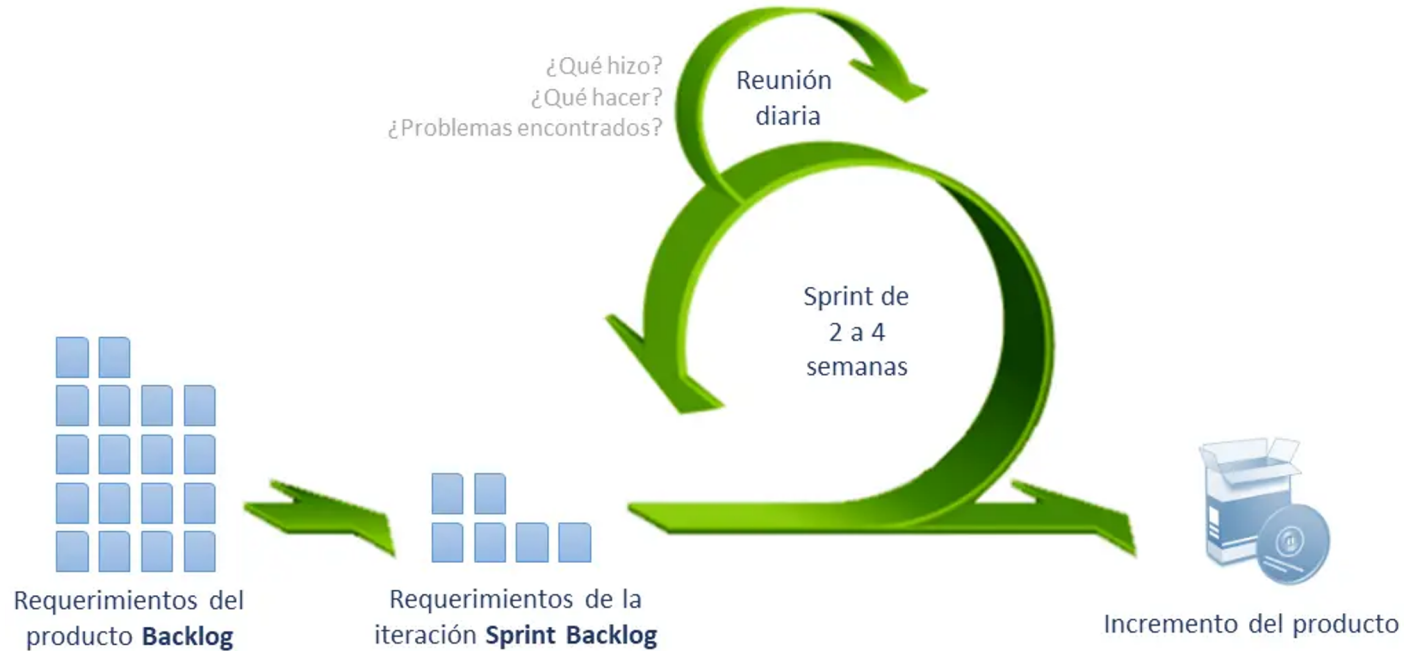 ¿Qué hizo?
¿Qué hacer?
¿Problemas encontrados?
Reunión
diaria
Sprint de
2 a 4
semanas
Requerimientos del
producto Backlog
Requerimientos de la
iteración Sprint Backlog
Incremento del producto